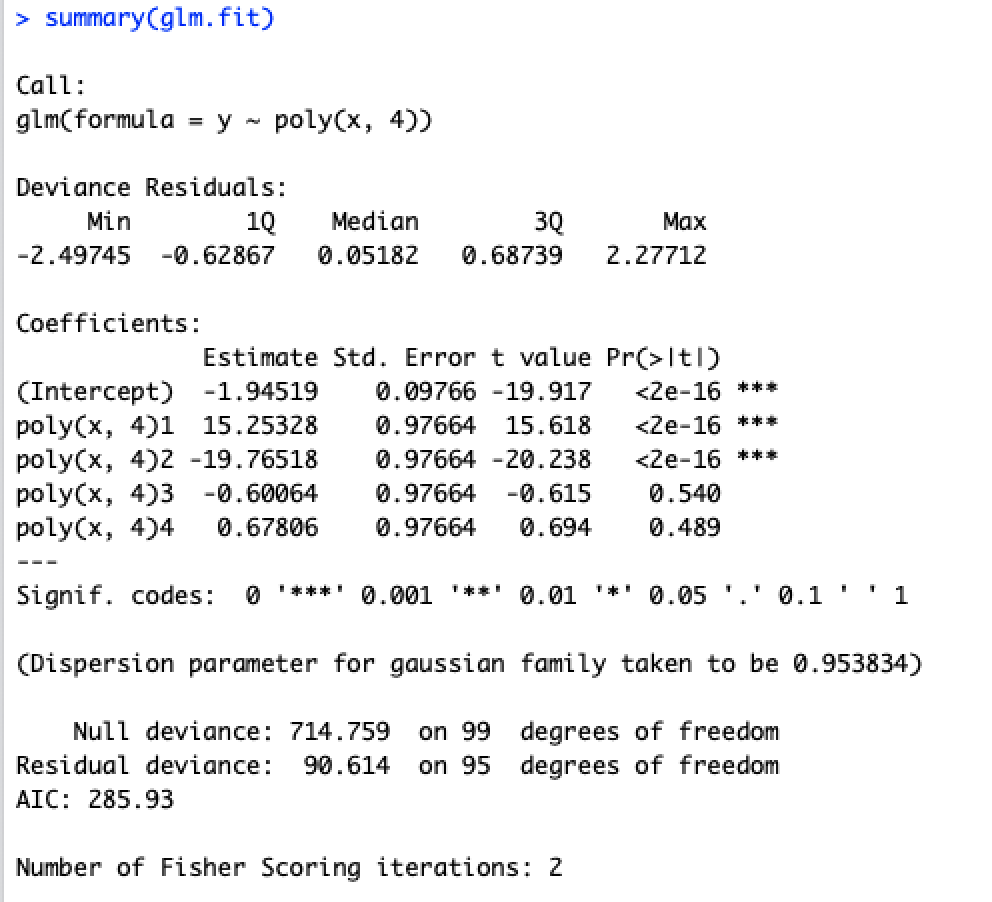 > summary(glm.fit)

Call:
glm(formula = y ~ poly(x, 4))

Deviance Residuals:
     Min        1Q    Median        3Q       Max
-2.49745  -0.62867   0.05182   0.68739   2.27712

Coefficients:
             Estimate Std. Error t value Pr(>|t|)
(Intercept)  -1.94519    0.09766 -19.917   <2e-16 ***
poly(x, 4)1  15.25328    0.97664  15.618   <2e-16 ***
poly(x, 4)2 -19.76518    0.97664 -20.238   <2e-16 ***
poly(x, 4)3  -0.60064    0.97664  -0.615    0.540
poly(x, 4)4   0.67806    0.97664   0.694    0.489
---
Signif. codes:  0 '***' 0.001 '**' 0.01 '*' 0.05 '.' 0.1 ' ' 1

(Dispersion parameter for gaussian family taken to be 0.953834)

    Null deviance: 714.759  on 99  degrees of freedom
Residual deviance:  90.614  on 95  degrees of freedom
AIC: 285.93

Number of Fisher Scoring iterations: 2